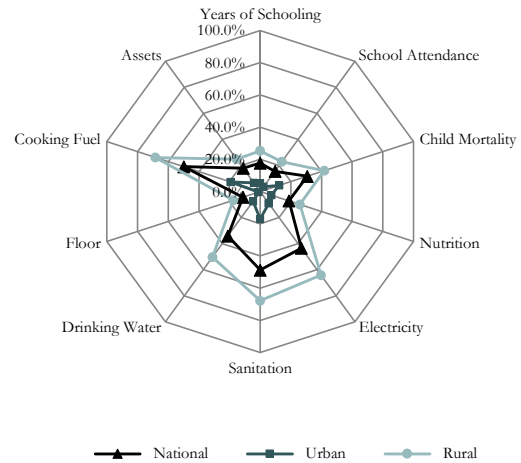 Years of Schooling
100.0%
80.0%
60.0%
40.0%
20.0%
0.0%
School Attendance
Child Mortality
Nutrition
Electricity
Sanitation
Drinking Water
Floor
Cooking Fuel
Assets
National Urban Rural